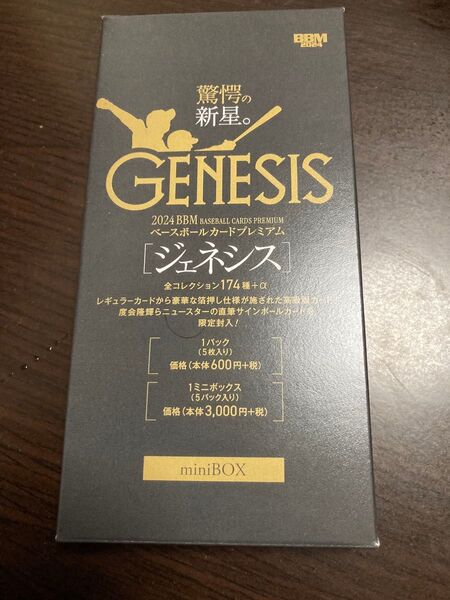 BBM
2024
驚愕の
新星。
GENESIS
2024 BBM BASEBALL CARDS PREMIUM
ベースボールカードプレミアム
[ジェネシス]
全コレクション174種+α
レギュラーカードから豪華な箔押し仕様が施された高級版カード、
度会隆輝らニュースターの直筆サインボールカードを
限定封入!
1パック
(5枚入り)
価格(本体600円+税)
1ミニボックス
(5パック入り)
価格(本体3,000円+税)
miniBOX